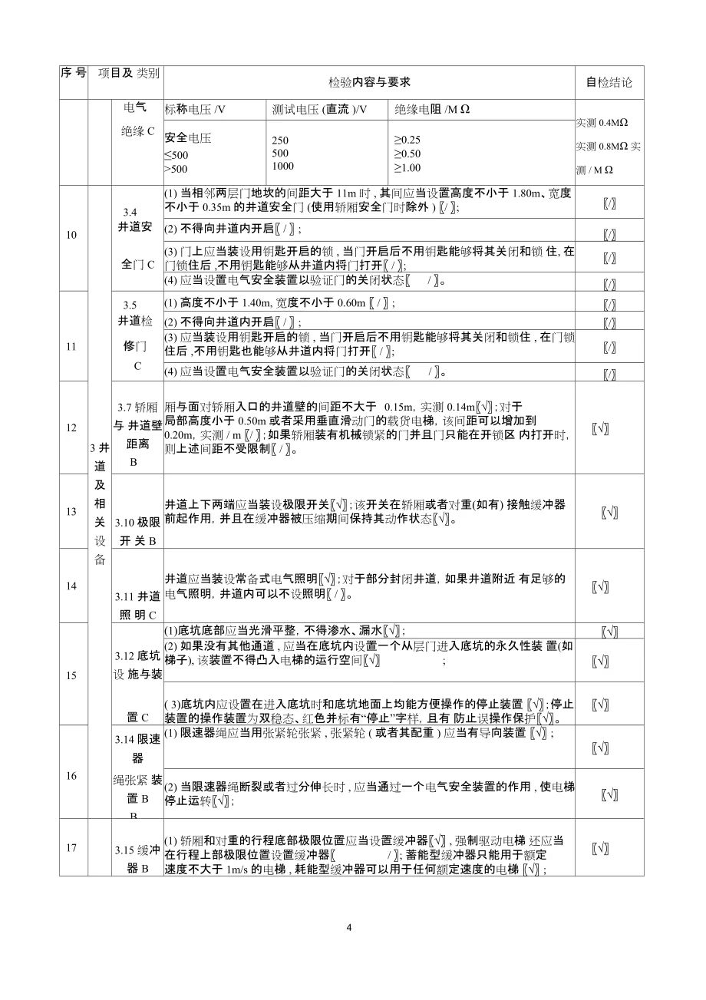 序 号 项目及 类别 检验内容与要求 自检结论
电气
绝缘 C
标称电压 /V 测试电压 (直流 )/V 绝缘电阻 /M Ω
安全电压
≤500
>500
250
500
1000
≥0.25
≥0.50
≥1.00
实测 0.4MΩ
实测 0.8MΩ 实
测 / M Ω
3 井
道
及
相
关
设
备
10
3.4
井道安
全门 C
(1) 当相邻两层门地坎的间距大于 11m 时 , 其间应当设置高度不小于 1.80m、宽度
不小于 0.35m 的井道安全门 (使用轿厢安全门时除外 ) 〖/ 〗;
〖/〗
(2) 不得向井道内开启〖 / 〗 ;
〖/〗
(3) 门上应当装设用钥匙开启的锁 , 当门开启后不用钥匙能够将其关闭和锁 住, 在
门锁住后 ,不用钥匙能够从井道内将门打开〖 / 〗;
〖/〗
(4) 应当设置电气安全装置以验证门的关闭状态〖 / 〗。
〖/〗
11
3.5
井道检
修门
C
(1) 高度不小于 1.40m, 宽度不小于 0.60m 〖 / 〗 ;
〖/〗
(2) 不得向井道内开启〖 / 〗 ;
〖/〗
(3) 应当装设用钥匙开启的锁 , 当门开启后不用钥匙能够将其关闭和锁住 , 在门锁
住后 ,不用钥匙也能够从井道内将门打开〖 / 〗;
〖/〗
(4) 应当设置电气安全装置以验证门的关闭状态〖 / 〗。
〖/〗
12
3.7 轿厢
与 井道壁
距离
B
厢与面对轿厢入口的井道壁的间距不大于 0.15m, 实测 0.14m〖√〗; 对于
局部高度小于 0.50m 或者采用垂直滑动门的载货电梯, 该间距可以增加到
0.20m, 实测 / m 〖/ 〗; 如果轿厢装有机械锁紧的门并且门只能在开锁区 内打开时,
则上述间距不受限制〖 / 〗。
〖√〗
13
3.10 极限
开 关 B
井道上下两端应当装设极限开关〖√〗; 该开关在轿厢或者对重(如有) 接触缓冲器
前起作用, 并且在缓冲器被压缩期间保持其动作状态〖√〗。
〖√〗
14
3.11 井道
照 明 C
井道应当装设常备式电气照明〖√〗; 对于部分封闭井道, 如果井道附近 有足够的
电气照明, 井道内可以不设照明〖 / 〗。
〖√〗
15
3.12 底坑
设 施与装
置 C
(1)底坑底部应当光滑平整, 不得渗水、漏水〖√〗;
〖√〗
(2) 如果没有其他通道 , 应当在底坑内设置一个从层门进入底坑的永久性装 置(如
梯子), 该装置不得凸入电梯的运行空间〖√〗 ;
〖√〗
( 3)底坑内应设置在进入底坑时和底坑地面上均能方便操作的停止装置 〖√〗; 停止
装置的操作装置为双稳态、红色并标有“停止”字样, 且有 防止误操作保护〖√〗。
〖√〗
16
3.14 限速
器
绳张紧 装
置 B
B
(1) 限速器绳应当用张紧轮张紧 , 张紧轮 ( 或者其配重 ) 应当有导向装置 〖√〗 ;
〖√〗
(2) 当限速器绳断裂或者过分伸长时 , 应当通过一个电气安全装置的作用 , 使电梯
停止运转〖√〗;
〖√〗
17
3.15 缓冲
器 B
(1) 轿厢和对重的行程底部极限位置应当设置缓冲器〖√〗, 强制驱动电梯 还应当
在行程上部极限位置设置缓冲器〖 / 〗; 蓄能型缓冲器只能用于额定
速度不大于 1m/s 的电梯 , 耗能型缓冲器可以用于任何额定速度的电梯 〖√〗 ;
〖√〗
4